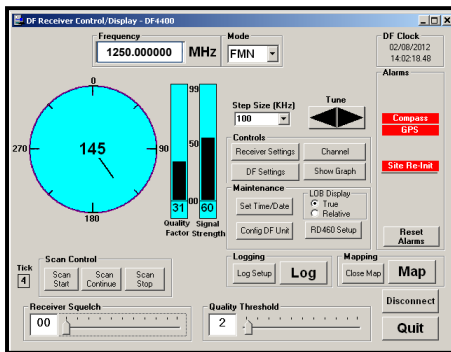 DF Receiver Control/Display - DF4400
Frequency
1250.000000 MHz
Mode
FMN
DF Clock
02/08/2012
14:02:18.48
Alarms
Compass
GPS
Site Re-Init
Reset
Alarms
0
270
145
90
180
99
50
00
31
60
Quality
Factor
Signal
Strength
Step Size (KHz)
100
Tune
Controls
Receiver Settings
Channel
DF Settings
Show Graph
Maintenance
Set Time/Date
LOB Display
True
Relative
Config DF Unit
RD460 Setup
Logging
Log Setup
Log
Mapping
Close Map
Map
Tick
4
Scan Control
Scan
Start
Scan
Continue
Scan
Stop
Receiver Squelch
00
Quality Threshold
2
Disconnect
Quit